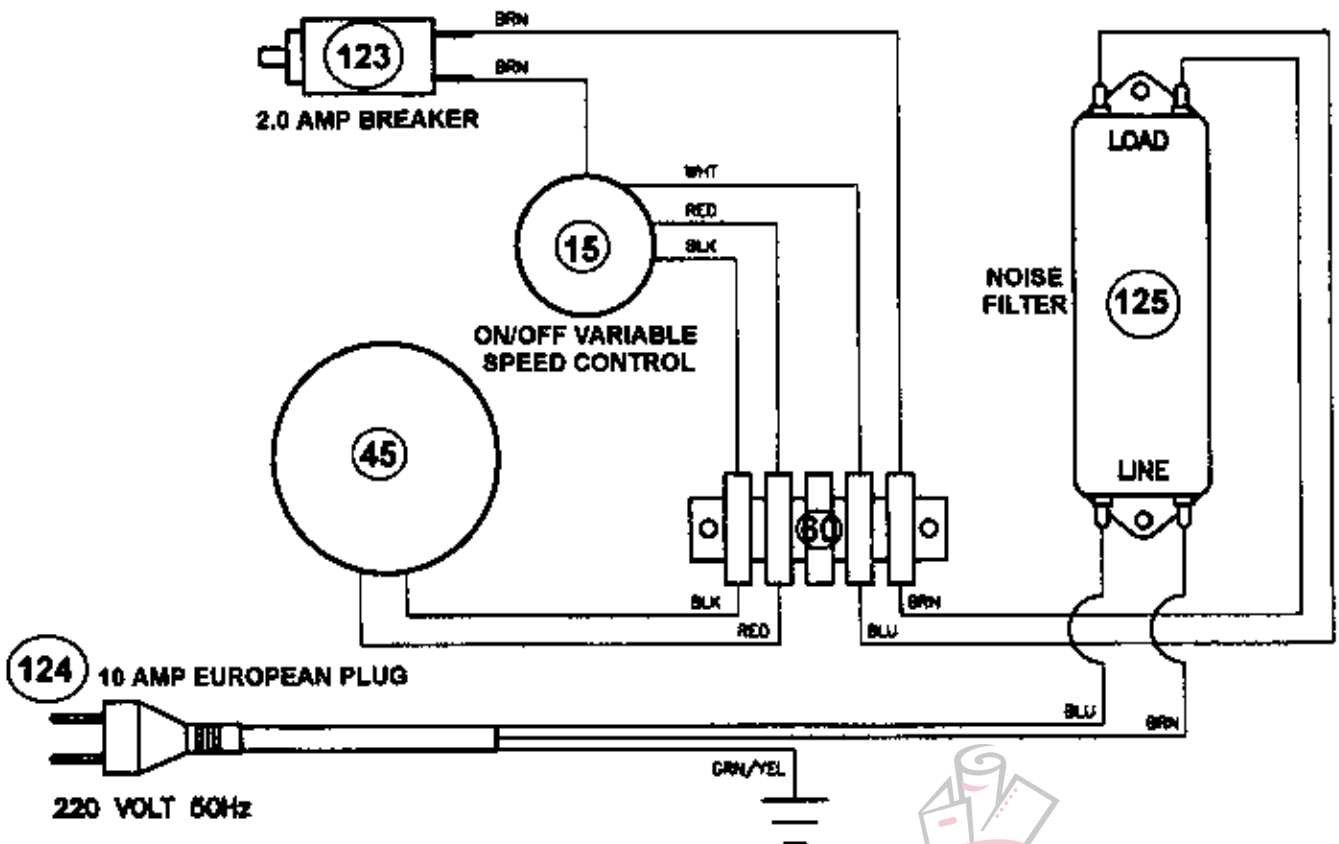 BRN
123
BRN
2.0 AMP BREAKER
LOAD
WHT
RED
15
BLK
NOISE
FILTER
125
ON/OFF VARIABLE
SPEED CONTROL
45
LINE
60
BLK
BRN
RED
BLU
124
10 AMP EUROPEAN PLUG
BLU
BRN
GRN/YEL
220 VOLT 50Hz